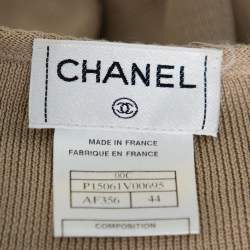 CHANEL
MADE IN FRANCE
FABRIQUE EN FRANCE
00C
P15061V00695
AF356 44
COMPOSITION